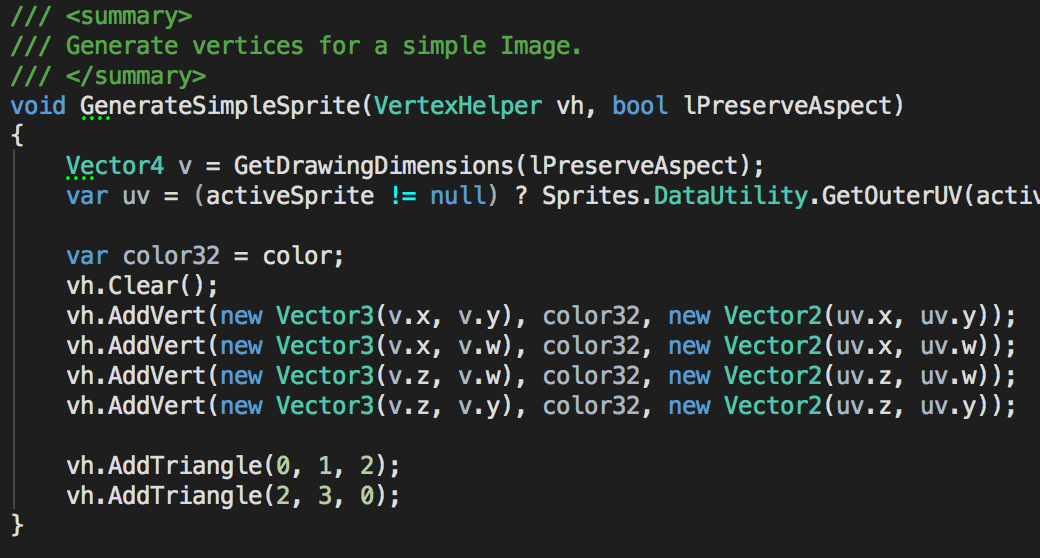 /// <summary>
/// Generate vertices for a simple Image.
/// </summary>
void GenerateSimpleSprite(VertexHelper vh, bool lPreserveAspect)
{
Vector4 v = GetDrawingDimensions(lPreserveAspect);
var uv = (activeSprite != null) ? Sprites.DataUtility.GetOuterUV(activ
var color32 = color;
vh.Clear();
vh.AddVert(new Vector3(v.x, v.y), color32, new Vector2(uv.x, uv.y));
vh.AddVert(new Vector3(v.x, v.w), color32, new Vector2(uv.x, uv.w));
vh.AddVert(new Vector3(v.z, v.w), color32, new Vector2(uv.z, uv.w));
vh.AddVert(new Vector3(v.z, v.y), color32, new Vector2(uv.z, uv.y));
vh.AddTriangle(0, 1, 2);
vh.AddTriangle(2, 3, 0);
}